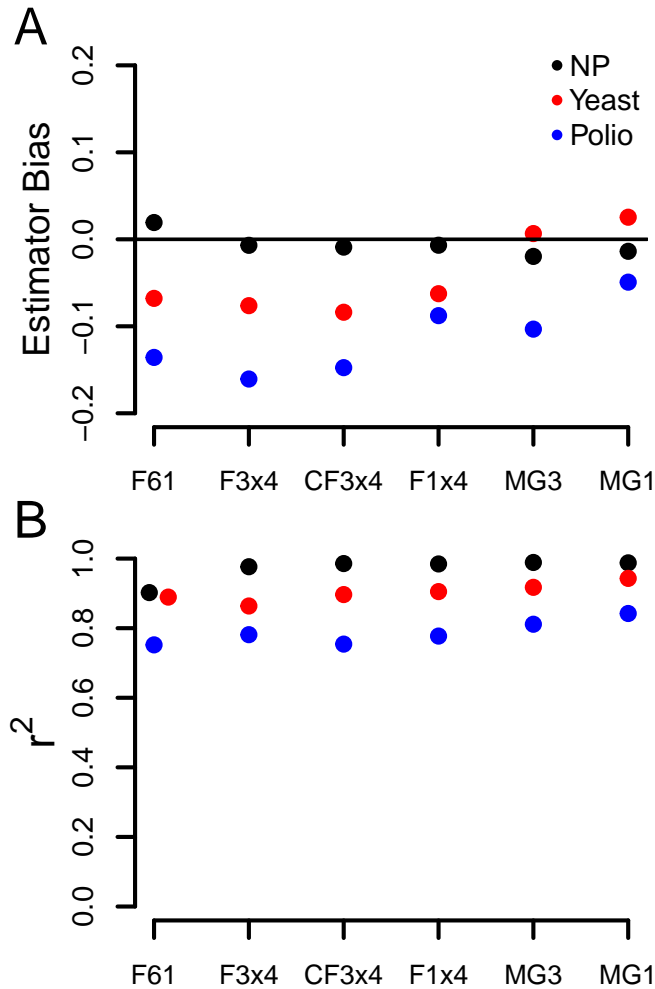 A
Estimator Bias
0.2
0.1
0.0
−0.1
−0.2
NP
Yeast
Polio
F61 F3x4 CF3x4 F1x4 MG3 MG1
B
r2
1.0
0.8
0.6
0.4
0.2
0.0
F61 F3x4 CF3x4 F1x4 MG3 MG1